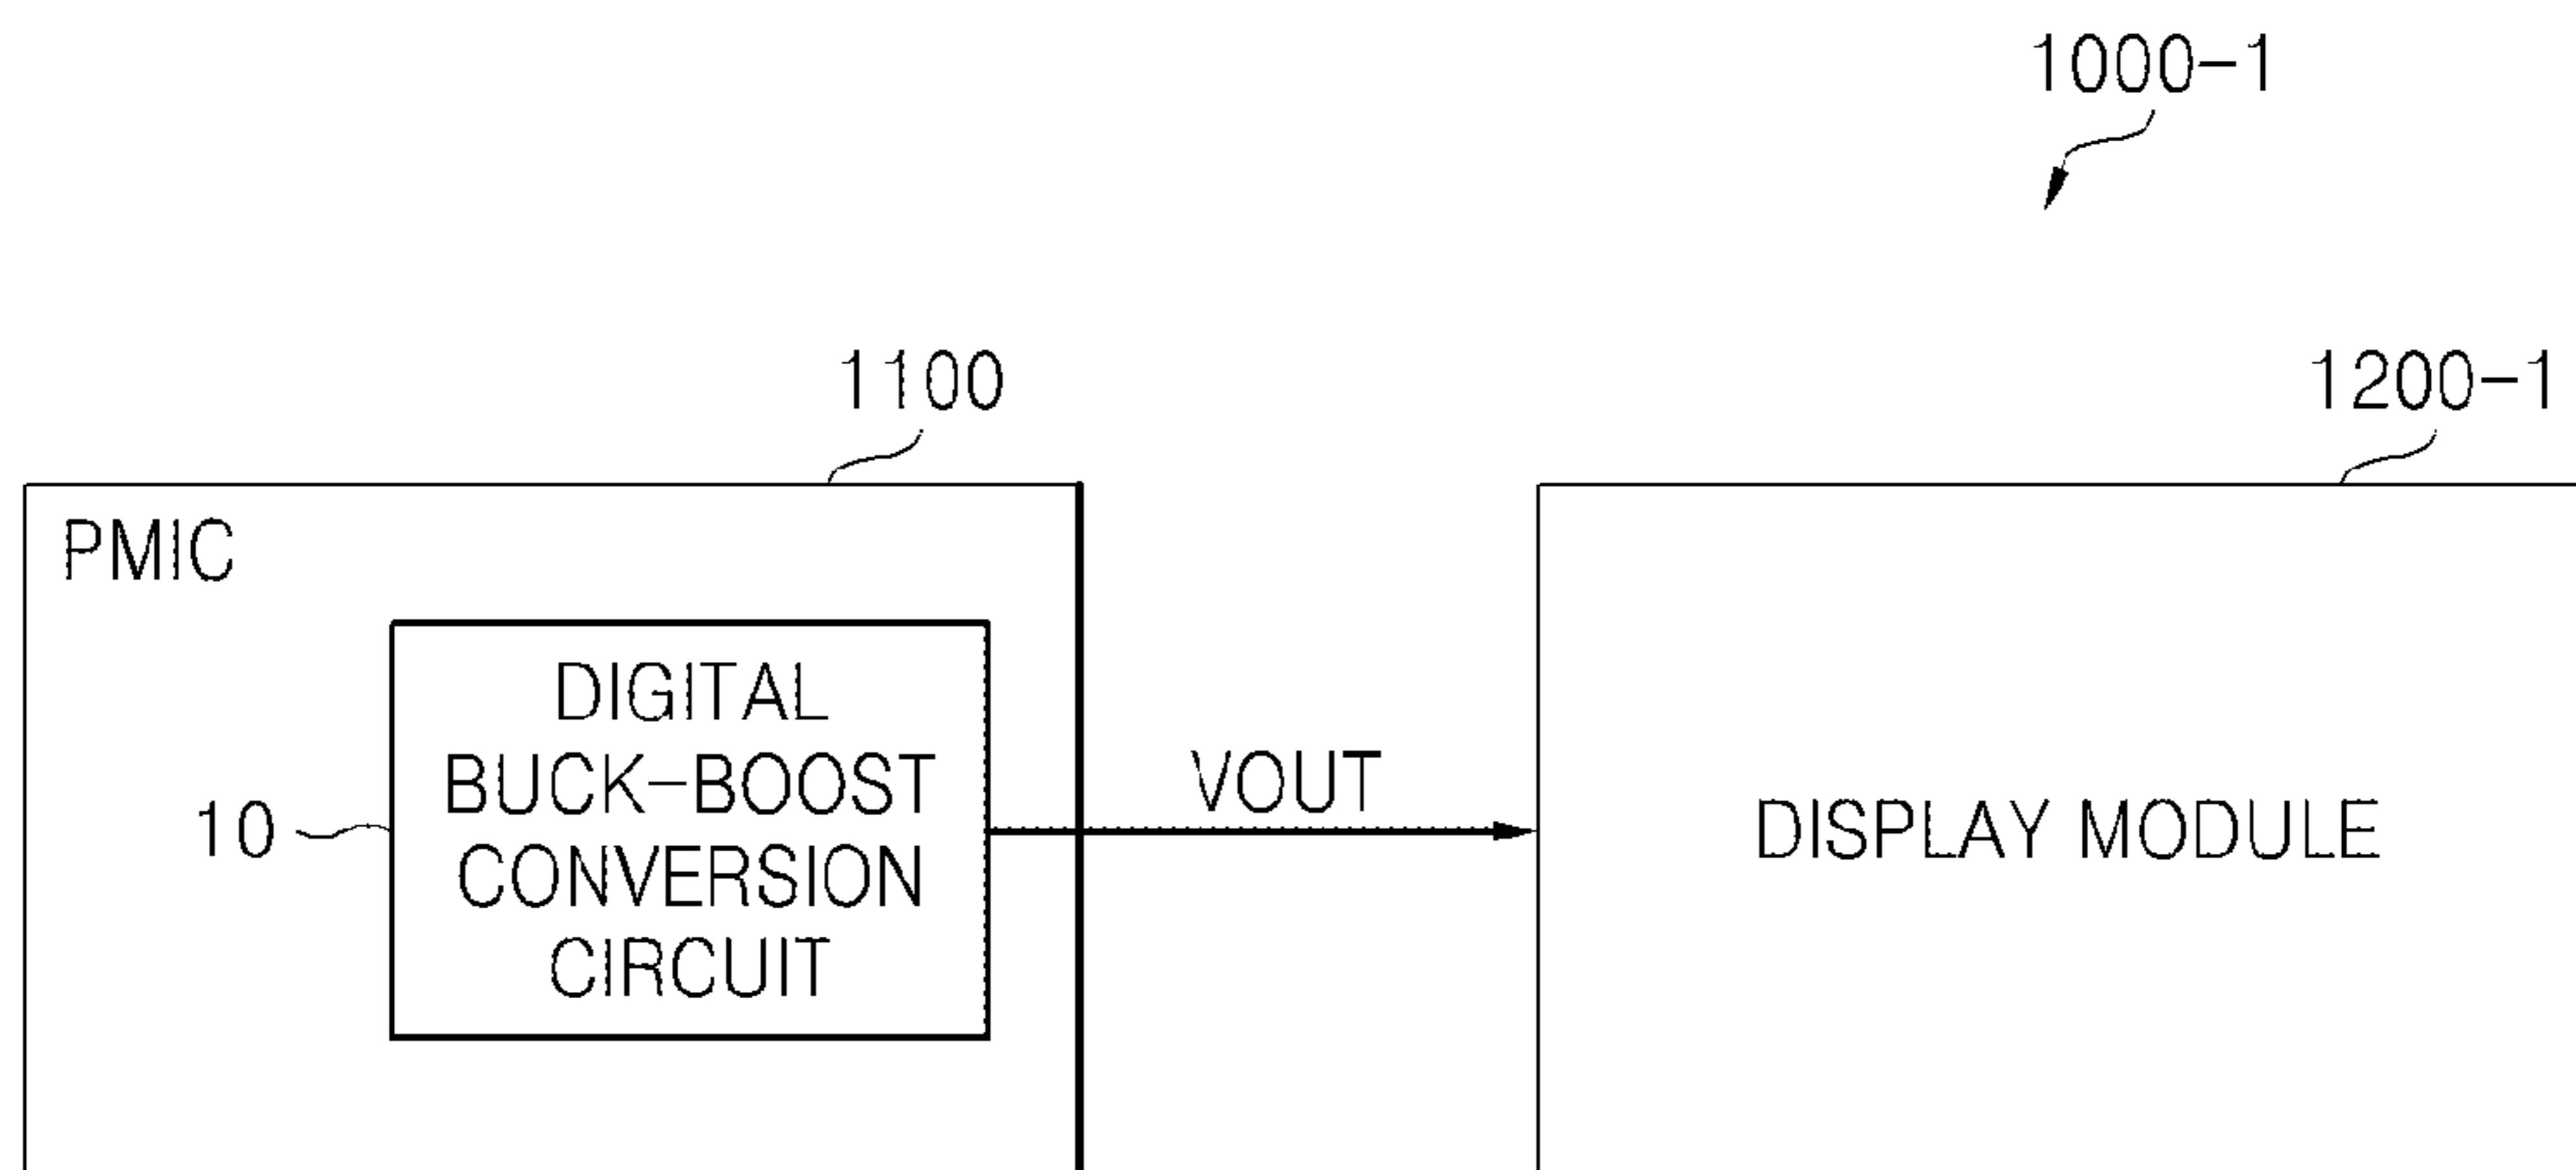 1000-1
1100
1200-1
PMIC
DIGITAL
BUCK-BOOST
CONVERSION
CIRCUIT
10
VOUT
DISPLAY MODULE